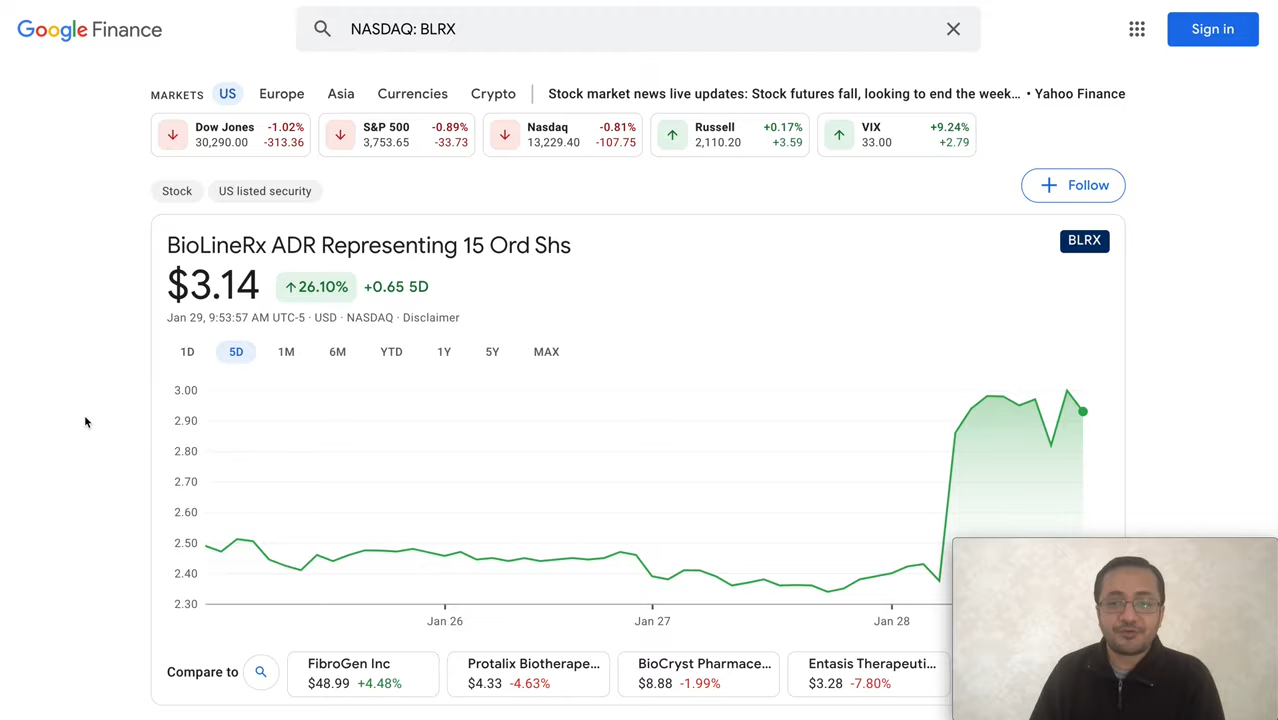 Google Finance
NASDAQ: BLRX
Sign in
MARKETS US Europe Asia Currencies Crypto Stock market news live updates: Stock futures fall, looking to end the week… • Yahoo Finance
Dow Jones -1.02% S&P 500 -0.89% Nasdaq -0.81% Russell +0.17% VIX +9.24%
30,290.00 -313.36 3,753.65 -33.73 13,229.40 -107.75 2,110.20 +3.59 33.00 +2.79
Stock US listed security Follow
BioLineRx ADR Representing 15 Ord Shs BLRX
$3.14 ↑26.10% +0.65 5D
Jan 29, 9:53:57 AM UTC-5 · USD · NASDAQ · Disclaimer
1D 5D 1M 6M YTD 1Y 5Y MAX
3.00
2.90
2.80
2.70
2.60
2.50
2.40
2.30
Jan 26 Jan 27 Jan 28
Compare to FibroGen Inc Protalix Biotherape... BioCryst Pharmace... Entasis Therapeuti...
$48.99 +4.48% $4.33 -4.63% $8.88 -1.99% $3.28 -7.80%